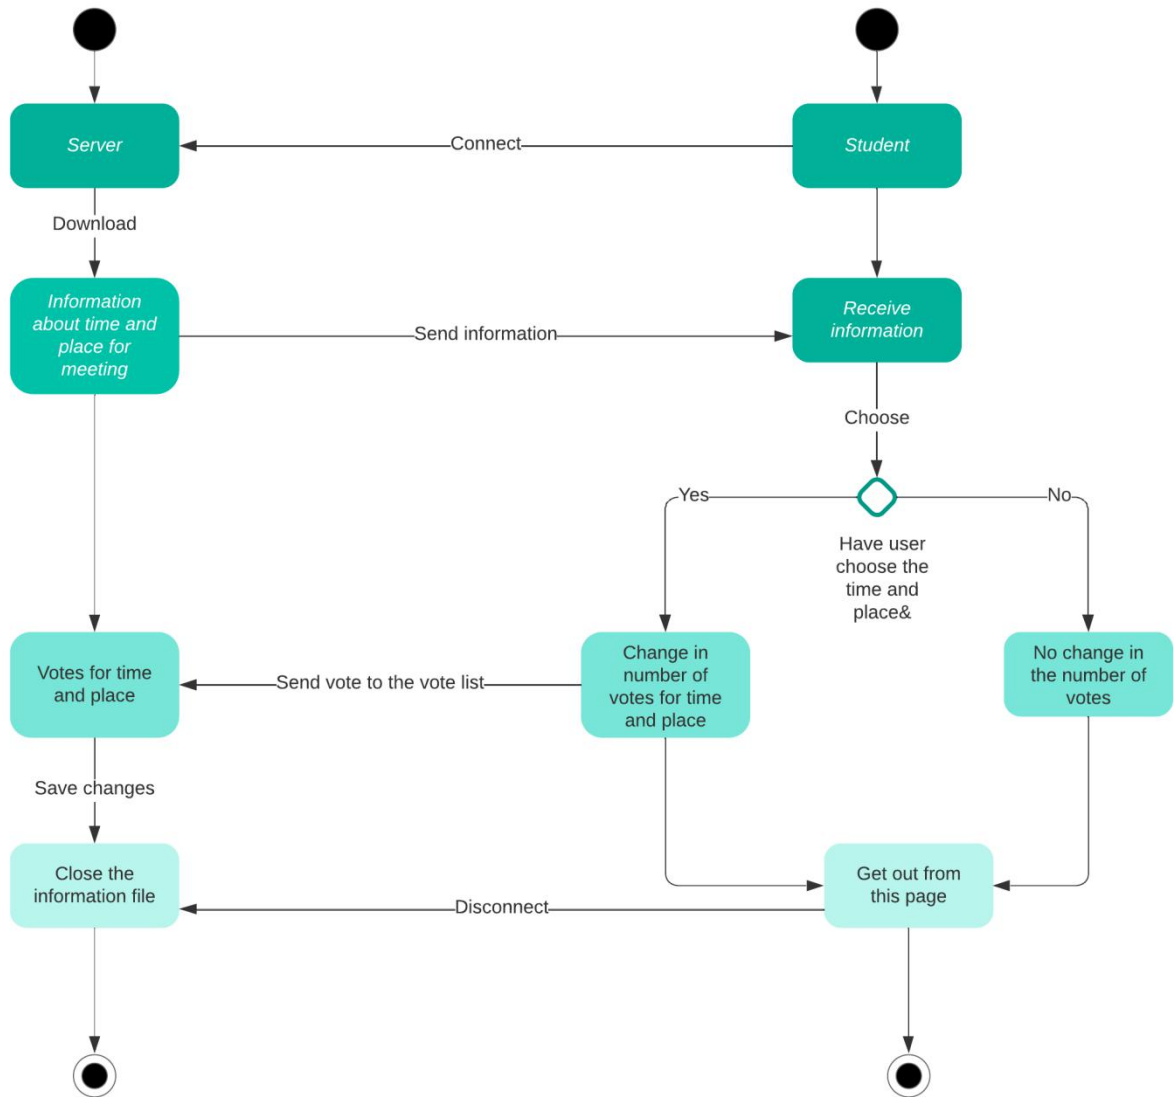 Server
Connect
Student
Download
Information
about time and
place for
meeting
Send information
Receive
information
Choose
Yes
No
Have user
choose the
time and
place&
Votes for time
and place
Send vote to the vote list
Change in
number of
votes for time
and place
No change in
the number of
votes
Save changes
Close the
information file
Disconnect
Get out from
this page